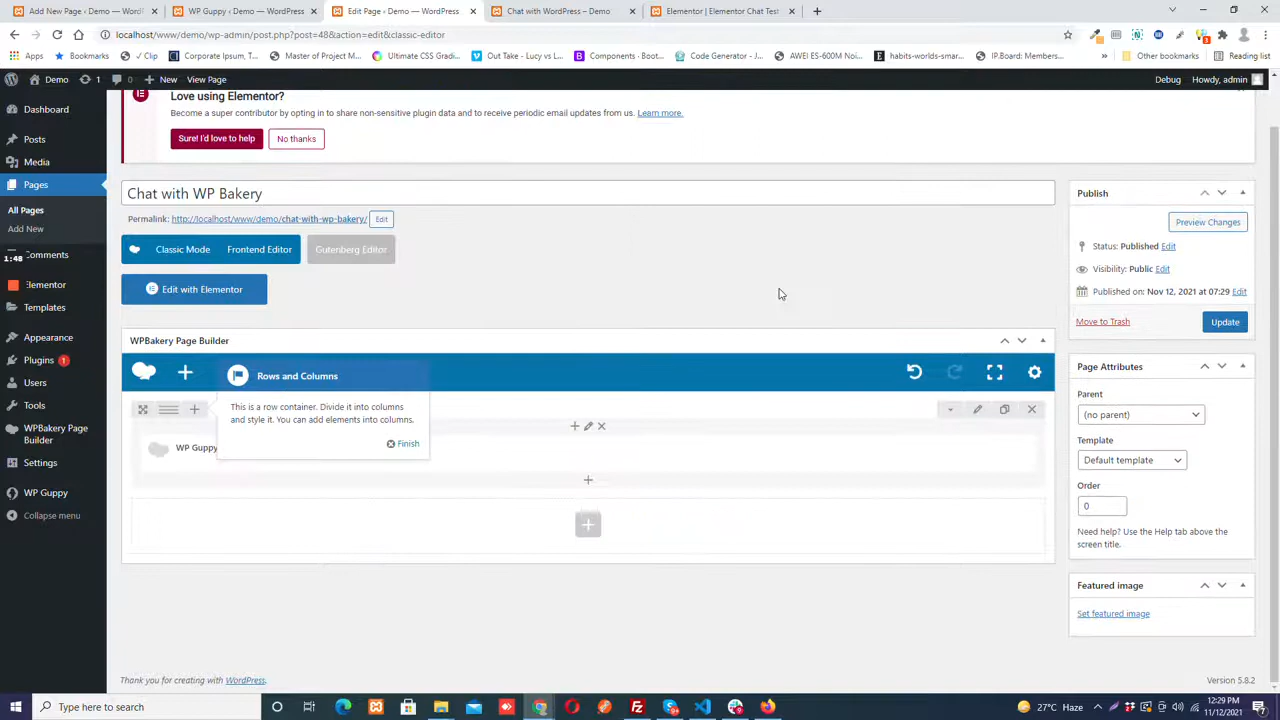 Add New Page ‹ Demo — WordP
WP Guppy ‹ Demo — WordPress
Edit Page ‹ Demo — WordPress
Chat with WordPress – Demo
Elementor | Elementor Chat Test
localhost/www/demo/wp-admin/post.php?post=48&action=edit&classic-editor
Apps
Bookmarks
√ Clip
Corporate Ipsum, T...
Master of Project M...
Ultimate CSS Gradi...
Out Take - Lucy vs L...
Components · Boot...
Code Generator - J...
AWEI ES-600M Seri...
habits-worlds-smar...
IP.Board: Members...
»
Other bookmarks
Reading list
Demo
1
0
New
View Page
Debug
Howdy, admin
Dashboard
Posts
Media
Pages
All Pages
Add New
Comments
1:48
Elementor
Templates
Appearance
Plugins 1
Users
Tools
WPBakery Page
Builder
Settings
WP Guppy
Collapse menu
Love using Elementor?
Become a super contributor by opting in to share non-sensitive plugin data and to receive periodic email updates from us. Learn more.
Sure! I'd love to help
No thanks
Chat with WP Bakery
Permalink: http://localhost/www/demo/chat-with-wp-bakery/ Edit
Classic Mode
Frontend Editor
Gutenberg Editor
Edit with Elementor
WPBakery Page Builder
Rows and Columns
This is a row container. Divide it into columns
and style it. You can add elements into columns.
Finish
WP Guppy
Publish
Preview Changes
Status: Published Edit
Visibility: Public Edit
Published on: Nov 12, 2021 at 07:29 Edit
Move to Trash
Update
Page Attributes
Parent
(no parent)
Template
Default template
Order
0
Need help? Use the Help tab above the
screen title.
Featured image
Set featured image
Thank you for creating with WordPress.
Version 5.8.2
Type here to search
27°C Haze
12:29 PM
11/12/2021